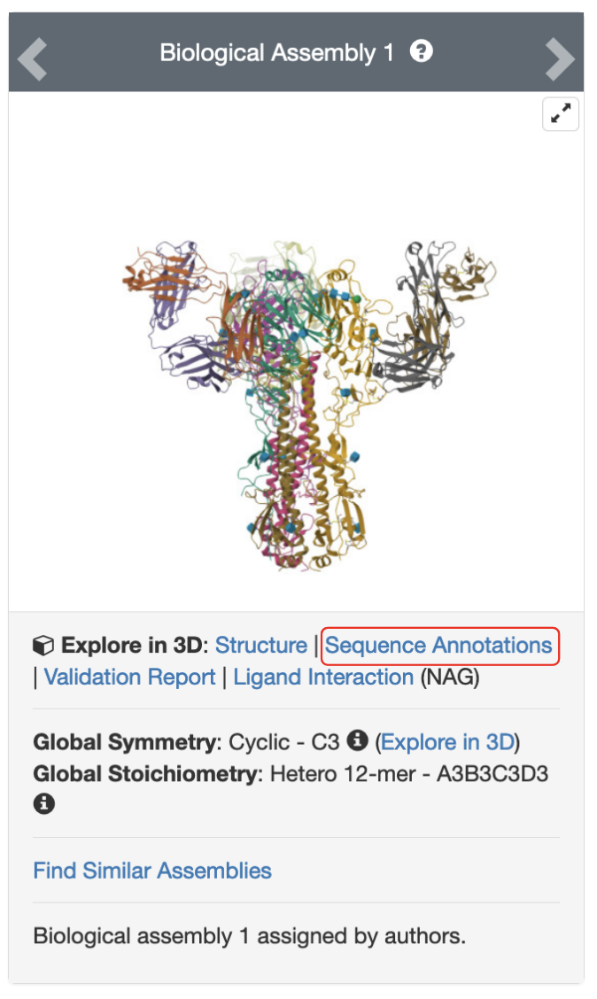 Biological Assembly 1 ?
Explore in 3D: Structure | Sequence Annotations
| Validation Report | Ligand Interaction (NAG)
Global Symmetry: Cyclic - C3 i (Explore in 3D)
Global Stoichiometry: Hetero 12-mer - A3B3C3D3
i
Find Similar Assemblies
Biological assembly 1 assigned by authors.